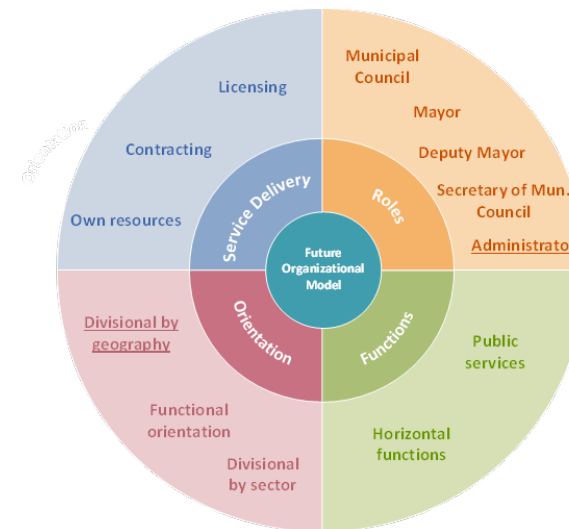 Licensing
Contracting
Own resources
Service Delivery
Municipal
Council
Mayor
Deputy Mayor
Secretary of Mun.
Council
Administrato
Roles
Future
Organizational
Model
Orientation
Divisional by
geography
Functional
orientation
Divisional
by sector
Functions
Public
services
Horizontal
functions